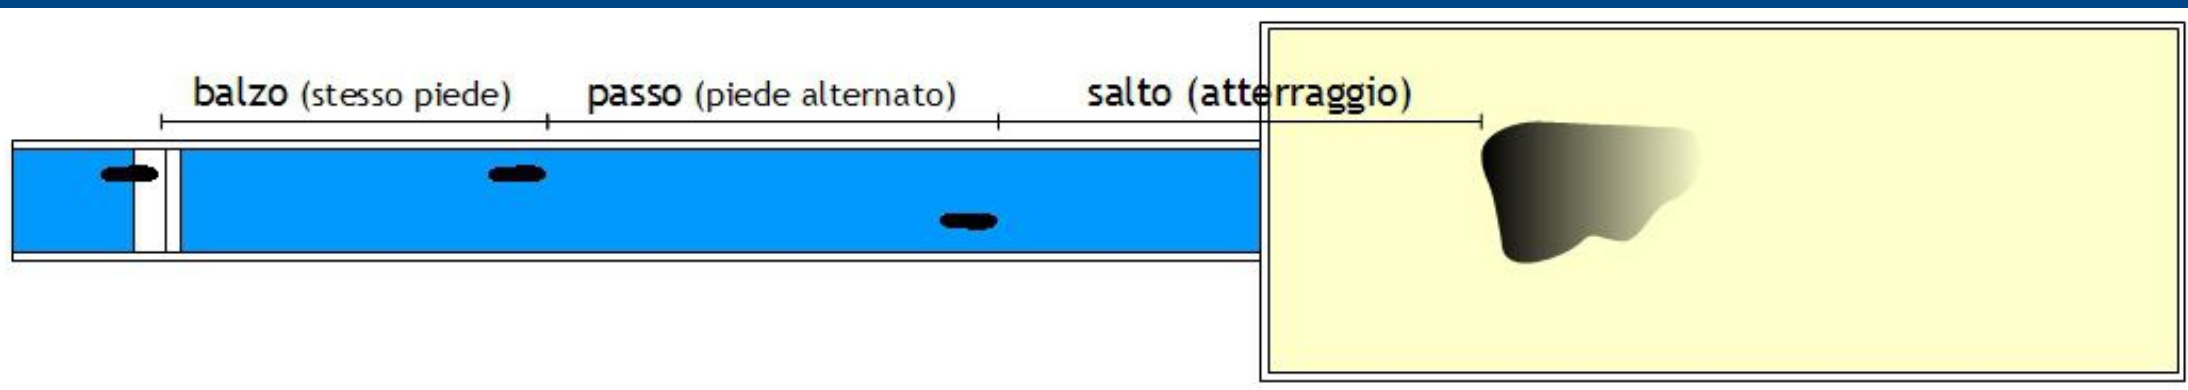 balzo (stesso piede) passo (piede alternato) salto (atterraggio)